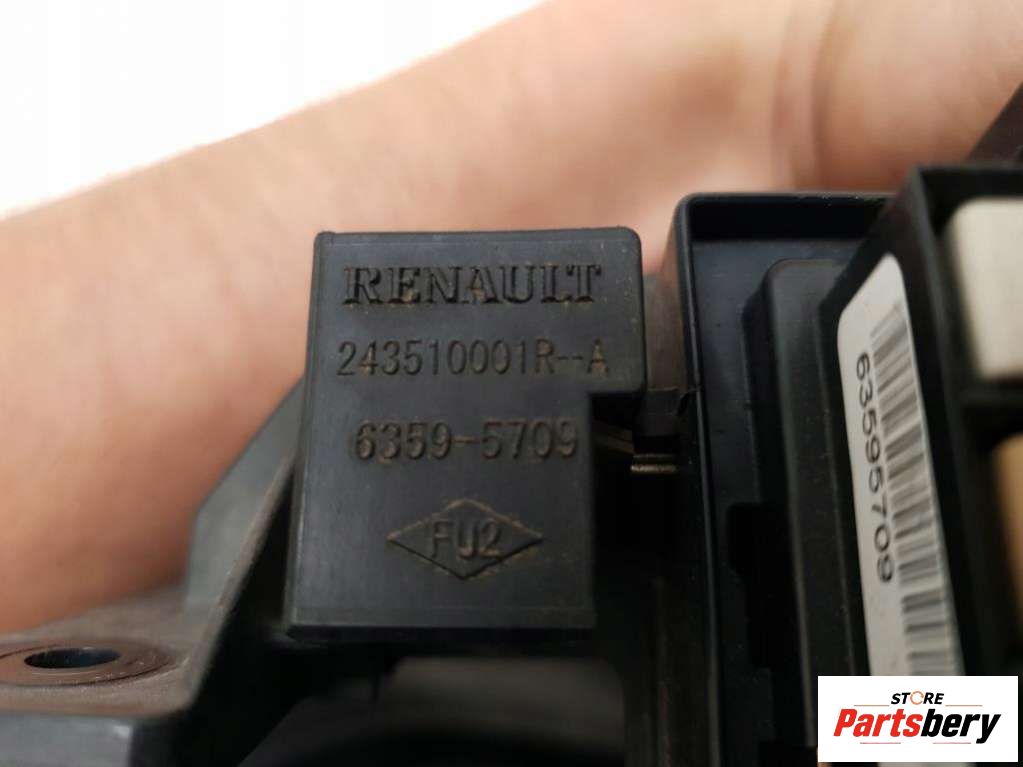 RENAULT
243510001R--A
6359-5709
FU2
63595709
STORE
Partsbery